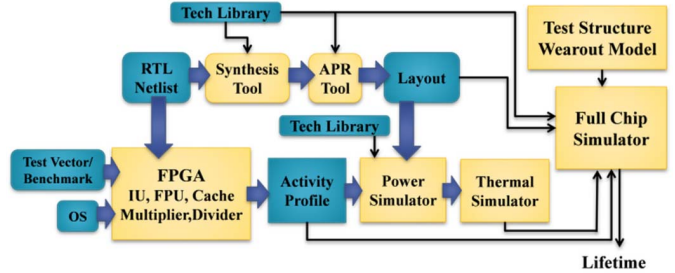 Tech Library
Test Structure
Wearout Model
RTL
Netlist
Synthesis
Tool
APR
Tool
Layout
Full Chip
Simulator
Tech Library
Test Vector/
Benchmark
OS
FPGA
IU, FPU, Cache
Multiplier,Divider
Activity
Profile
Power
Simulator
Thermal
Simulator
Lifetime